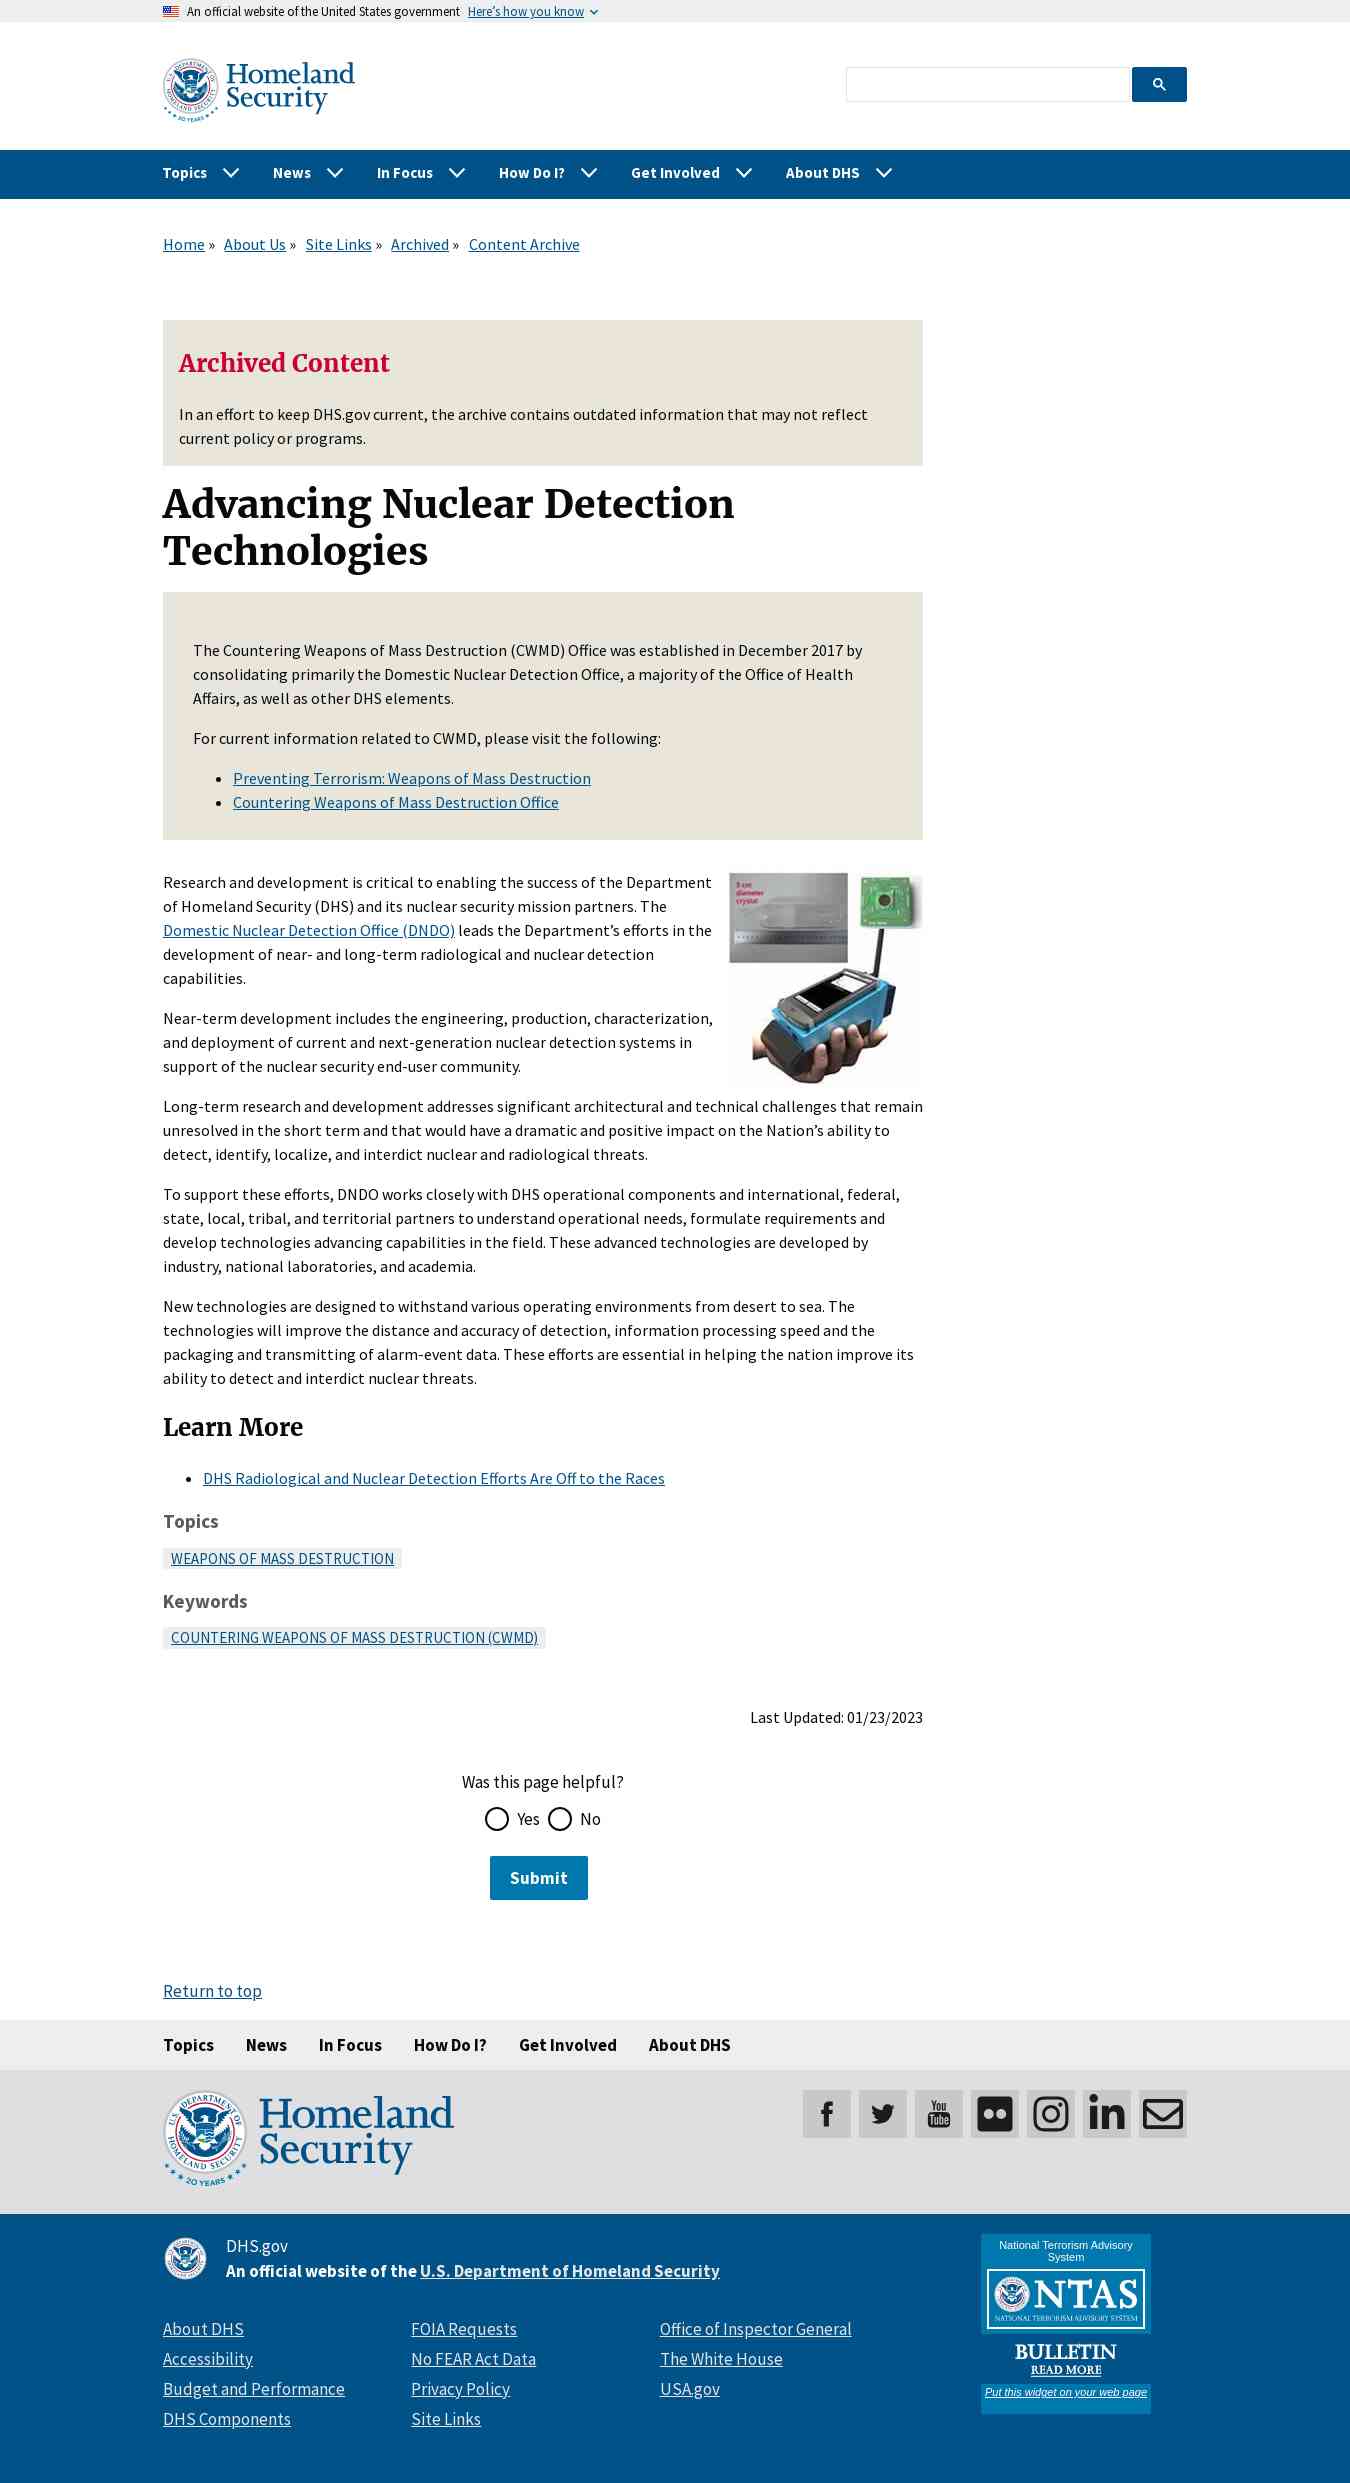 An official website of the United States government Here's how you know
Homeland
Security
U.S. DEPARTMENT OF HOMELAND SECURITY
20 YEARS
Topics News In Focus How Do I? Get Involved About DHS
Home » About Us » Site Links » Archived » Content Archive
Archived Content
In an effort to keep DHS.gov current, the archive contains outdated information that may not reflect
current policy or programs.
Advancing Nuclear Detection
Technologies
The Countering Weapons of Mass Destruction (CWMD) Office was established in December 2017 by
consolidating primarily the Domestic Nuclear Detection Office, a majority of the Office of Health
Affairs, as well as other DHS elements.
For current information related to CWMD, please visit the following:
• Preventing Terrorism: Weapons of Mass Destruction
• Countering Weapons of Mass Destruction Office
Research and development is critical to enabling the success of the Department
of Homeland Security (DHS) and its nuclear security mission partners. The
Domestic Nuclear Detection Office (DNDO) leads the Department’s efforts in the
development of near- and long-term radiological and nuclear detection
capabilities.
3 cm
diameter
crystal
Near-term development includes the engineering, production, characterization,
and deployment of current and next-generation nuclear detection systems in
support of the nuclear security end-user community.
Long-term research and development addresses significant architectural and technical challenges that remain
unresolved in the short term and that would have a dramatic and positive impact on the Nation’s ability to
detect, identify, localize, and interdict nuclear and radiological threats.
To support these efforts, DNDO works closely with DHS operational components and international, federal,
state, local, tribal, and territorial partners to understand operational needs, formulate requirements and
develop technologies advancing capabilities in the field. These advanced technologies are developed by
industry, national laboratories, and academia.
New technologies are designed to withstand various operating environments from desert to sea. The
technologies will improve the distance and accuracy of detection, information processing speed and the
packaging and transmitting of alarm-event data. These efforts are essential in helping the nation improve its
ability to detect and interdict nuclear threats.
Learn More
• DHS Radiological and Nuclear Detection Efforts Are Off to the Races
Topics
WEAPONS OF MASS DESTRUCTION
Keywords
COUNTERING WEAPONS OF MASS DESTRUCTION (CWMD)
Last Updated: 01/23/2023
Was this page helpful?
Yes No
Submit
Return to top
Topics News In Focus How Do I? Get Involved About DHS
U.S. DEPARTMENT OF HOMELAND SECURITY
20 YEARS
Homeland
Security
You Tube
in
DHS.gov
An official website of the U.S. Department of Homeland Security
About DHS FOIA Requests Office of Inspector General
Accessibility No FEAR Act Data The White House
Budget and Performance Privacy Policy USA.gov
DHS Components Site Links
National Terrorism Advisory
System
NTAS
NATIONAL TERRORISM ADVISORY SYSTEM
BULLETIN
READ MORE
Put this widget on your web page